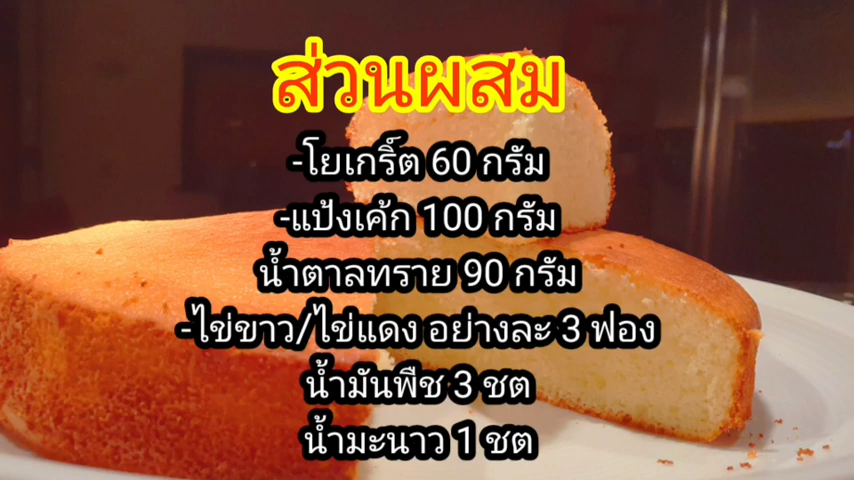 ส่วนผสม
-โยเกริ์ต 60 กรัม
-แป้งเค้ก 100 กรัม
น้ำตาลทราย 90 กรัม
-ไข่ขาว/ไข่แดง อย่างละ 3 ฟอง
น้ำมันพืช 3 ชต
น้ำมะนาว 1 ชต